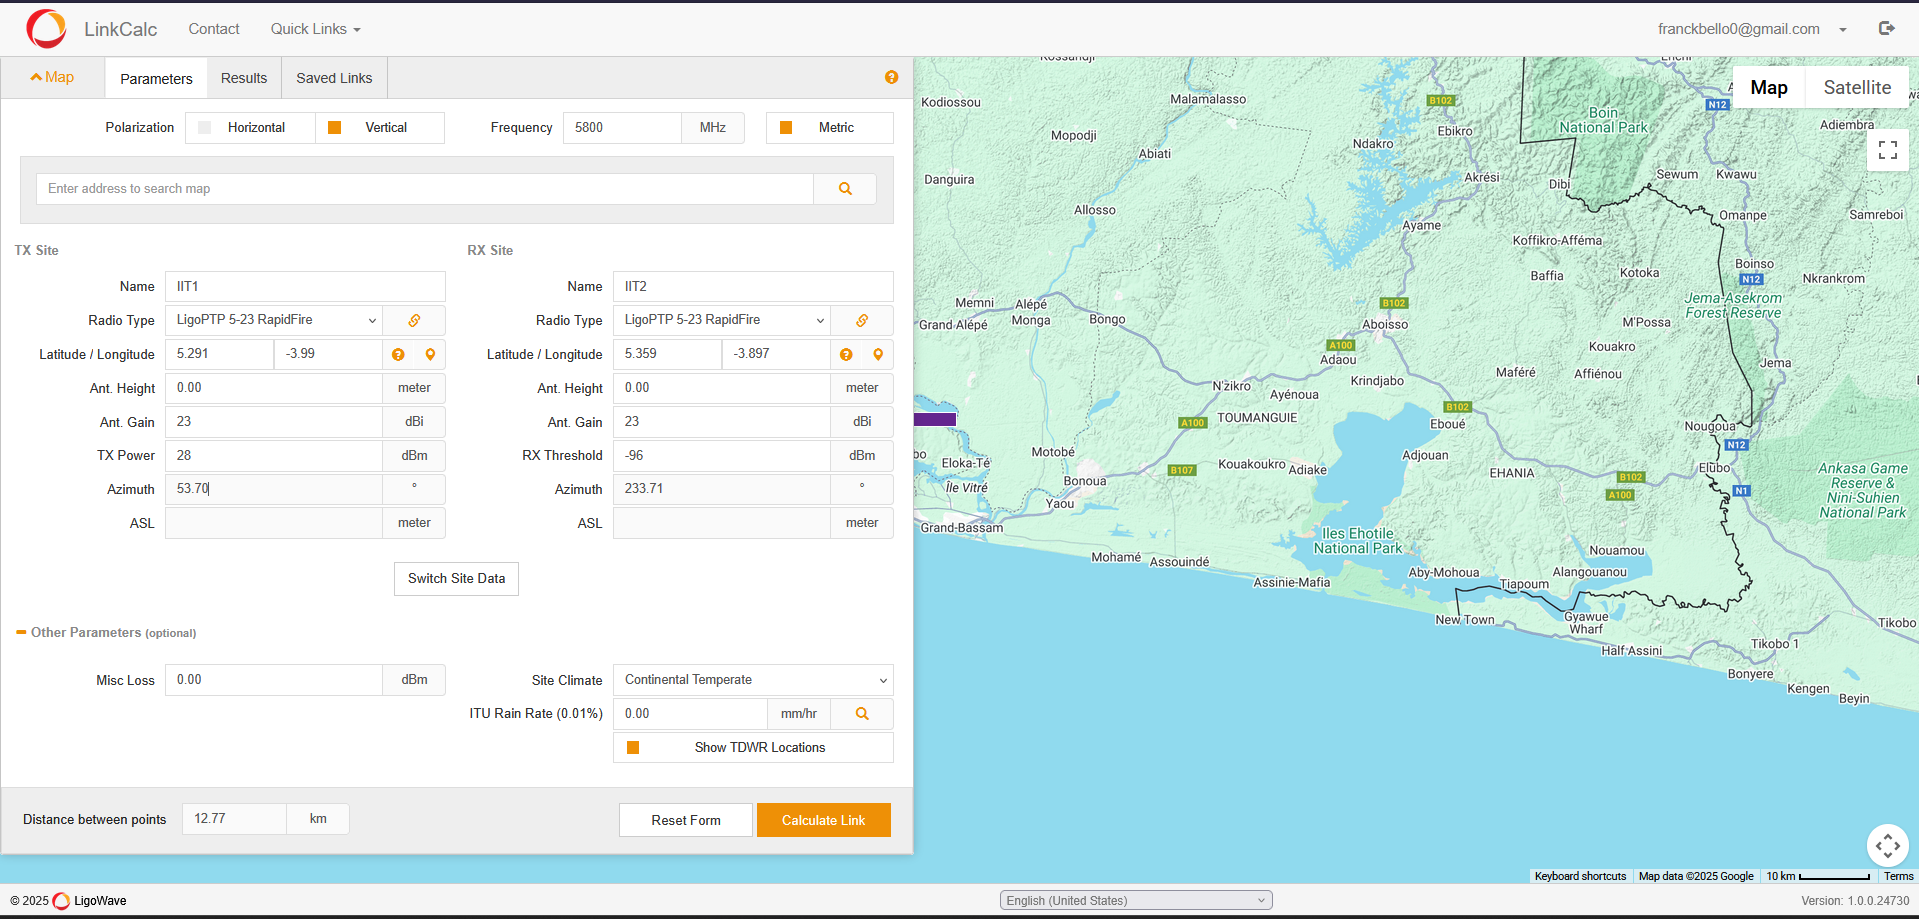 LinkCalc Contact Quick Links franckbello0@gmail.com
Map Parameters Results Saved Links
Polarization Horizontal Vertical Frequency 5800 MHz Metric
Enter address to search map
TX Site RX Site
Name IIT1 Name IIT2
Radio Type LigoPTP 5-23 RapidFire Radio Type LigoPTP 5-23 RapidFire
Latitude / Longitude 5.291 -3.99 Latitude / Longitude 5.359 -3.897
Ant. Height 0.00 meter Ant. Height 0.00 meter
Ant. Gain 23 dBi Ant. Gain 23 dBi
TX Power 28 dBm RX Threshold -96 dBm
Azimuth 53.70 ° Azimuth 233.71 °
ASL meter ASL meter
Switch Site Data
Other Parameters (optional)
Misc Loss 0.00 dBm Site Climate Continental Temperate
ITU Rain Rate (0.01%) 0.00 mm/hr
Show TDWR Locations
Distance between points 12.77 km Reset Form Calculate Link
Map Satellite
Kodiossou
Malamalasso
B102
N12
Boin
National Park
Adiembra
Mopodji
Ebikro
Abiati
Ndakro
Danguira
Akrési
Dibi
Sewum
Kwawu
Allosso
Omanpe
Samreboi
Ayame
Koffikro-Afféma
Boinso
Baffia
Kotoka
N12
Nkrankrom
Memni
Alépé
B102
Jema-Asekrom
Forest Reserve
Grand Alépé
Monga
Bongo
Aboisso
M'Possa
A100
Adaou
Kouakro
Jema
N'zikro
Krindjabo
Maféré
Affiénou
Ayénoua
A100
TOUMANGUIE
B102
Eboué
Nougoua
N12
Motobé
Eloka-Té
B107
Kouakoukro
Adiake
Adjouan
EHANIA
B102
Elubo
Ankasa Game
Reserve &
Nini-Suhien
National Park
Île Vitré
Bonoua
A100
N1
Yaou
Grand-Bassam
Iles Ehotile
National Park
Mohamé
Assouindé
Nouamou
Assinie-Mafia
Aby-Mohoua
Tiapoum
Alangouanou
New Town
Gyawue
Wharf
Tikobo
Tikobo 1
Half Assini
Bonyere
Kengen
Beyin
Keyboard shortcuts Map data ©2025 Google 10 km Terms
© 2025 LigoWave English (United States) Version: 1.0.0.24730